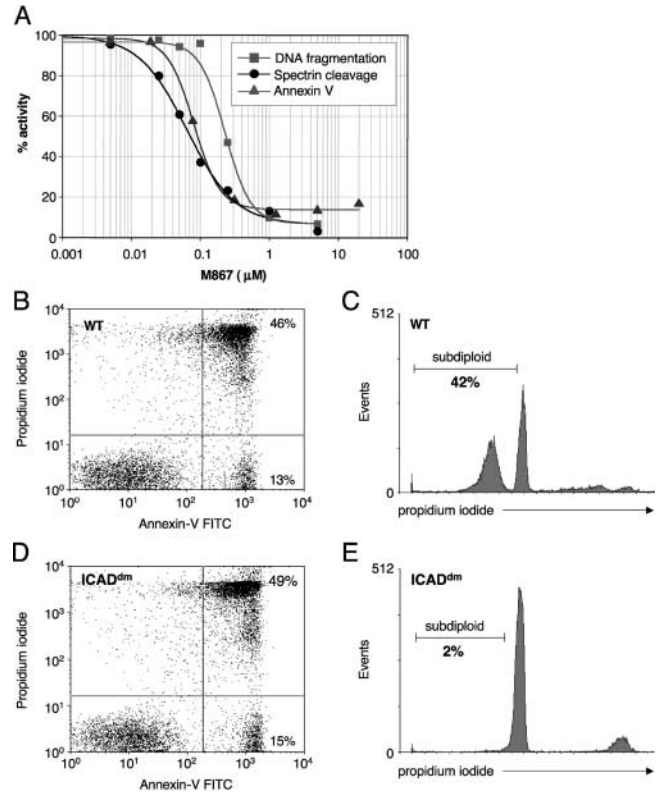 A
% activity
100
80
60
40
20
0
DNA fragmentation
Spectrin cleavage
Annexin V
0.001 0.01 0.1 1 10 100
M867 ( μM)
B
WT
46%
13%
Propidium iodide
10⁴
10³
10²
10¹
10⁰
10⁰ 10¹ 10² 10³ 10⁴
Annexin-V FITC
C
WT
512
Events
0
subdiploid
42%
propidium iodide
D
ICADᵈᵐ
49%
15%
Propidium iodide
10⁴
10³
10²
10¹
10⁰
10⁰ 10¹ 10² 10³ 10⁴
Annexin-V FITC
E
ICADᵈᵐ
512
Events
0
subdiploid
2%
propidium iodide